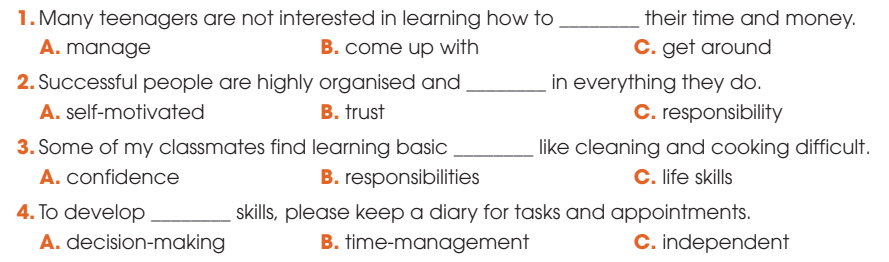 1. Many teenagers are not interested in learning how to ________ their time and money.
A. manage B. come up with C. get around
2. Successful people are highly organised and ________ in everything they do.
A. self-motivated B. trust C. responsibility
3. Some of my classmates find learning basic ________ like cleaning and cooking difficult.
A. confidence B. responsibilities C. life skills
4. To develop ________ skills, please keep a diary for tasks and appointments.
A. decision-making B. time-management C. independent